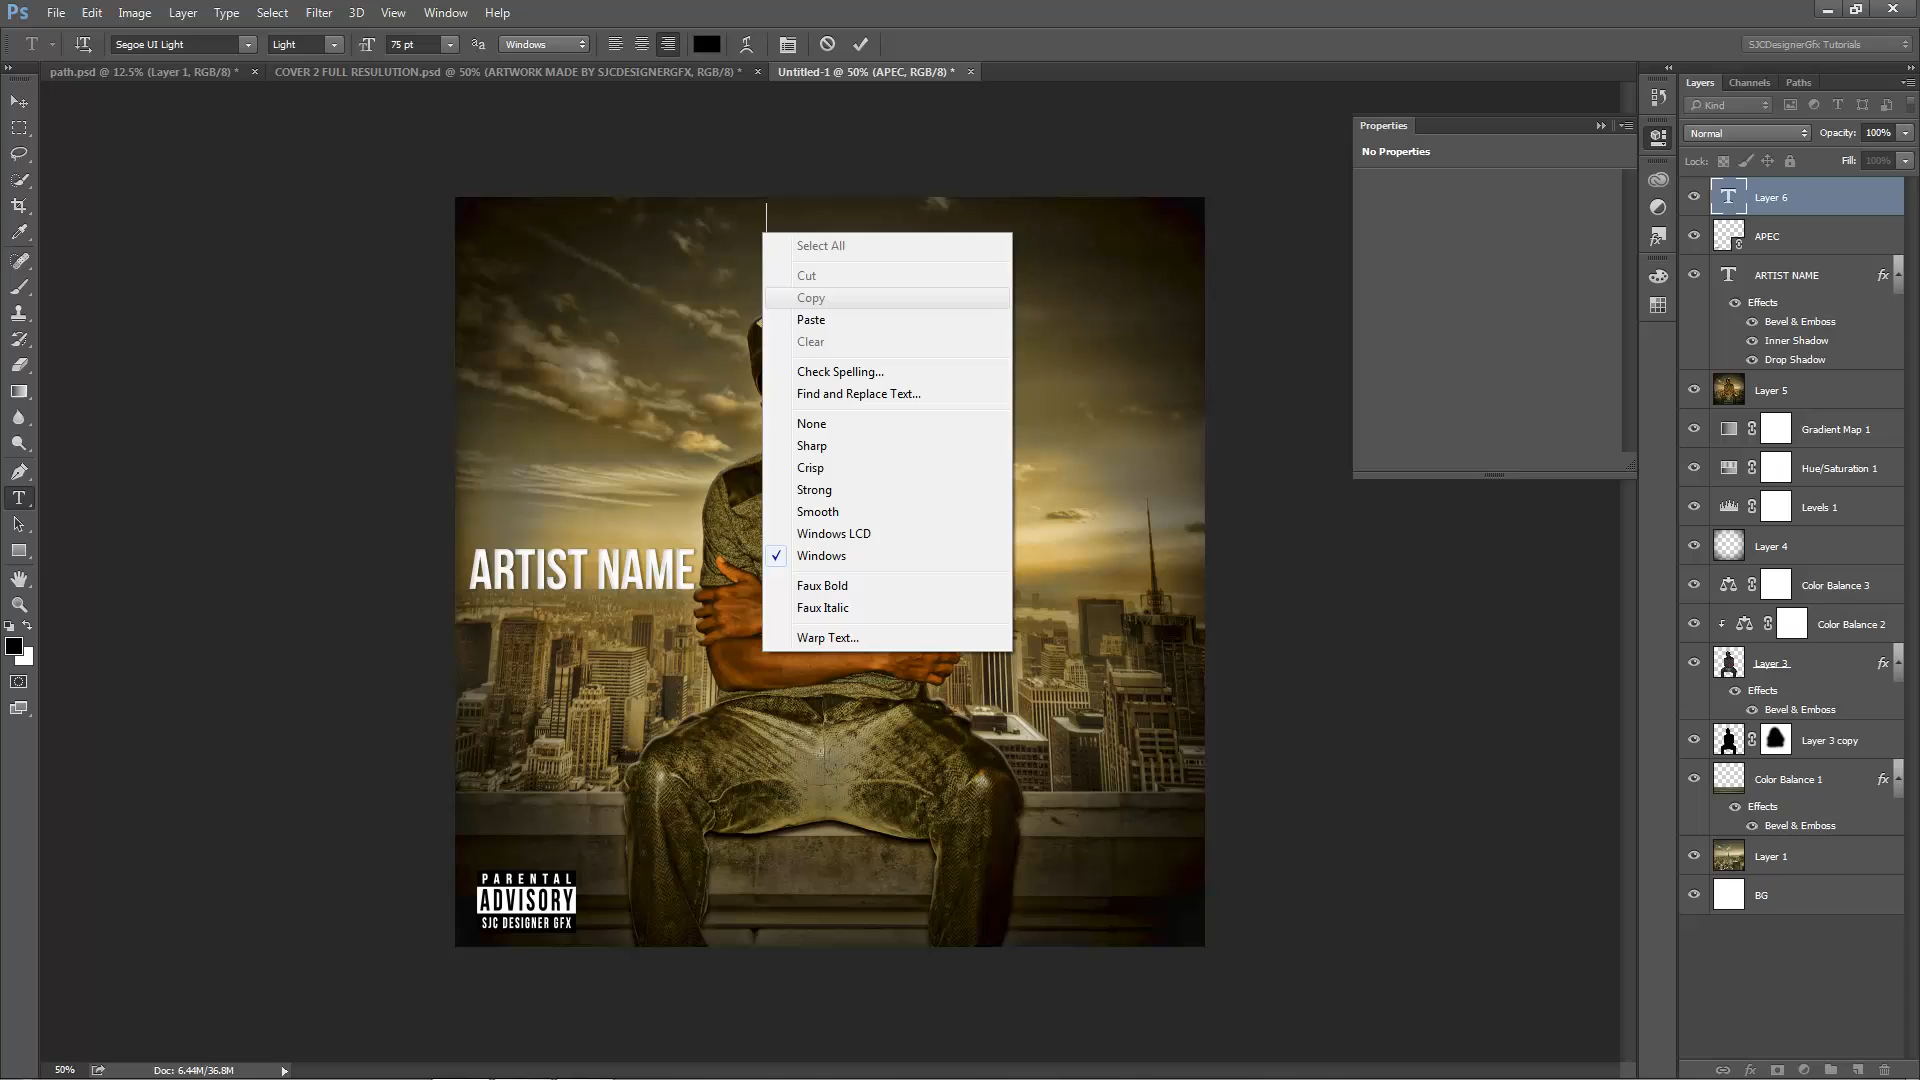 Ps File Edit Image Layer Type Select Filter 3D View Window Help
T Segoe UI Light Light 75 pt aa Windows SJCDesignerGfx Tutorials
path.psd @ 12.5% (Layer 1, RGB/8) * × COVER 2 FULL RESULUTION.psd @ 50% (ARTWORK MADE BY SJCDESIGNERGFX, RGB/8) * × Untitled-1 @ 50% (APEC, RGB/8) * ×
Layers Channels Paths
Kind
Normal Opacity: 100%
Lock: Fill: 100%
Properties
No Properties
Select All
Cut
Copy
Paste
Clear
Check Spelling...
Find and Replace Text...
None
Sharp
Crisp
Strong
Smooth
Windows LCD
Windows
Faux Bold
Faux Italic
Warp Text...
ARTIST NAME
PARENTAL
ADVISORY
SJC DESIGNER GFX
T Layer 6
APEC
T ARTIST NAME fx
Effects
Bevel & Emboss
Inner Shadow
Drop Shadow
Layer 5
Gradient Map 1
Hue/Saturation 1
Levels 1
Layer 4
Color Balance 3
Color Balance 2
Layer 3 fx
Effects
Bevel & Emboss
Layer 3 copy
Color Balance 1 fx
Effects
Bevel & Emboss
Layer 1
BG
50% Doc: 6.44M/36.8M